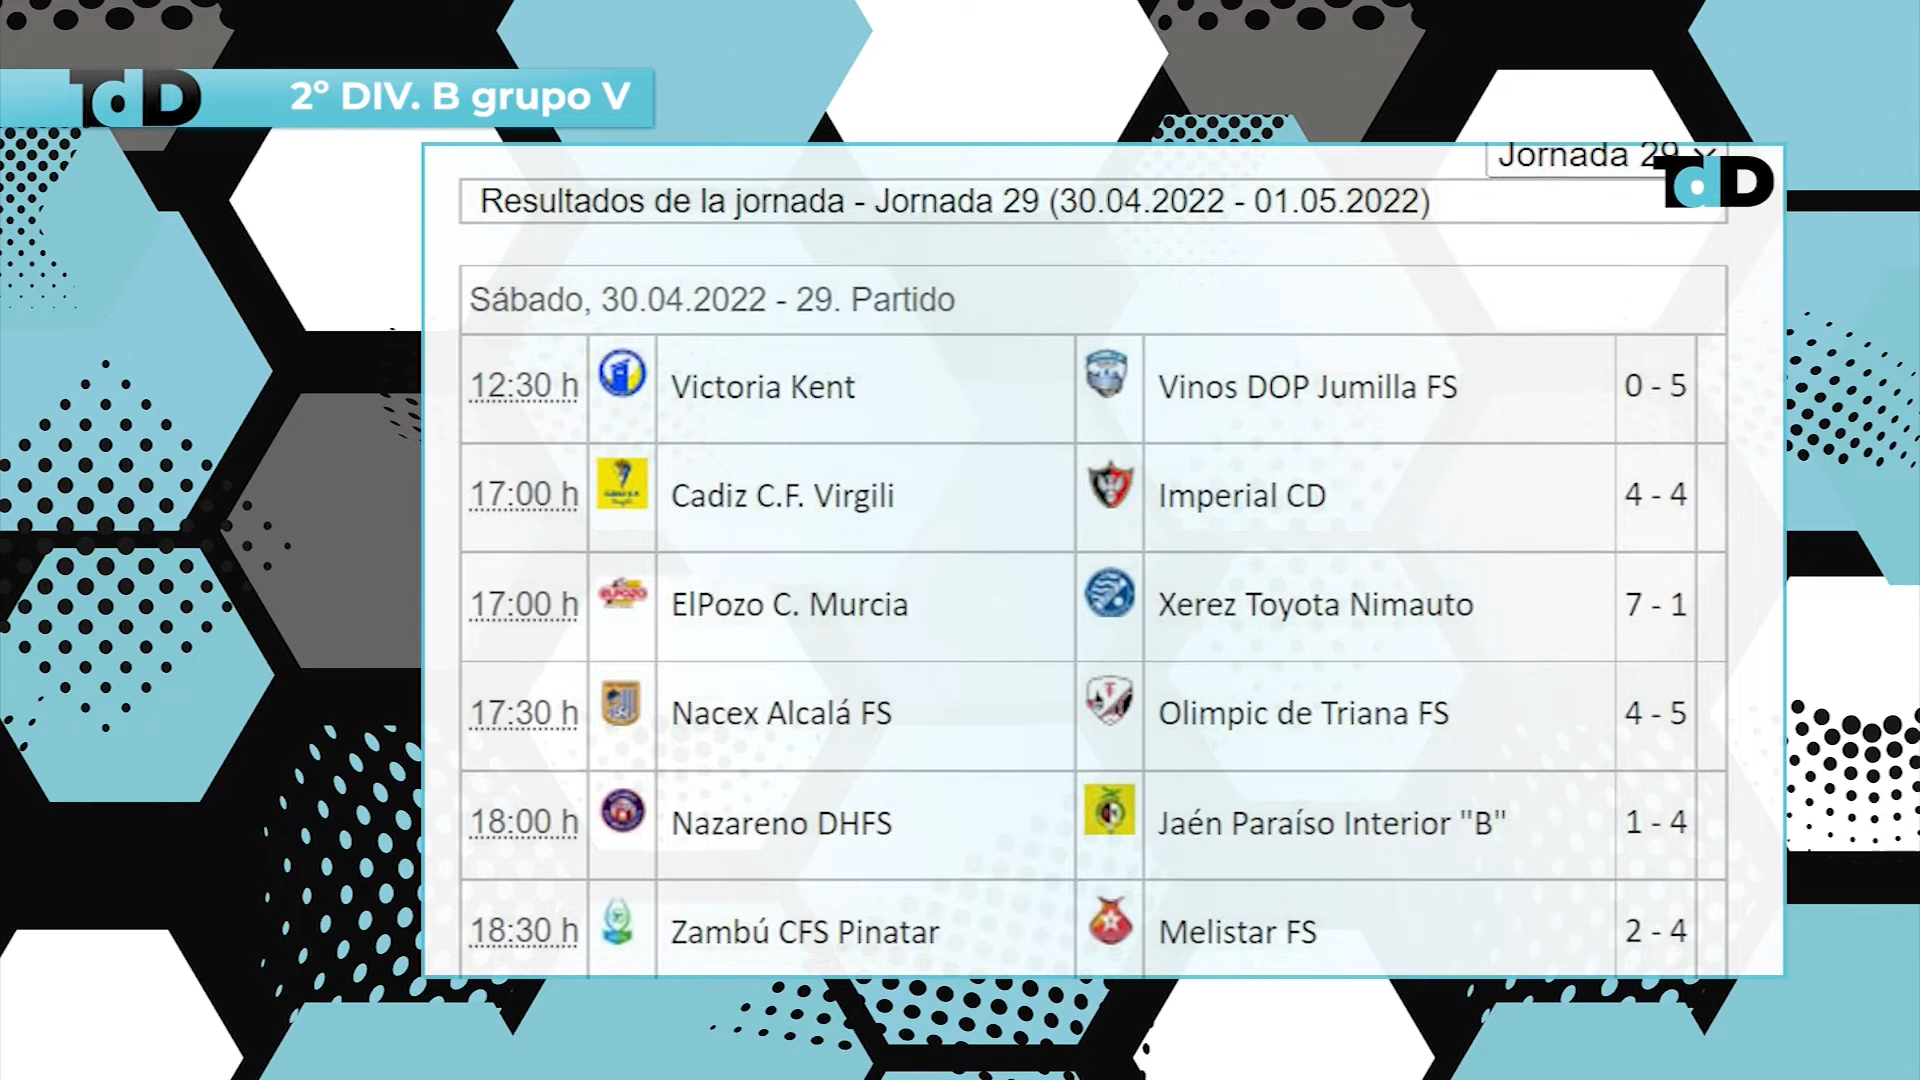 TdD 2º DIV. B grupo V
Jornada 29
TdD
Resultados de la jornada - Jornada 29 (30.04.2022 - 01.05.2022)
Sábado, 30.04.2022 - 29. Partido
12:30 h Victoria Kent Vinos DOP Jumilla FS 0 - 5
17:00 h Cadiz C.F. Virgili Imperial CD 4 - 4
17:00 h ELPOZO ElPozo C. Murcia Xerez Toyota Nimauto 7 - 1
17:30 h Nacex Alcalá FS Olimpic de Triana FS 4 - 5
18:00 h Nazareno DHFS Jaén Paraíso Interior "B" 1 - 4
18:30 h Zambú CFS Pinatar Melistar FS 2 - 4